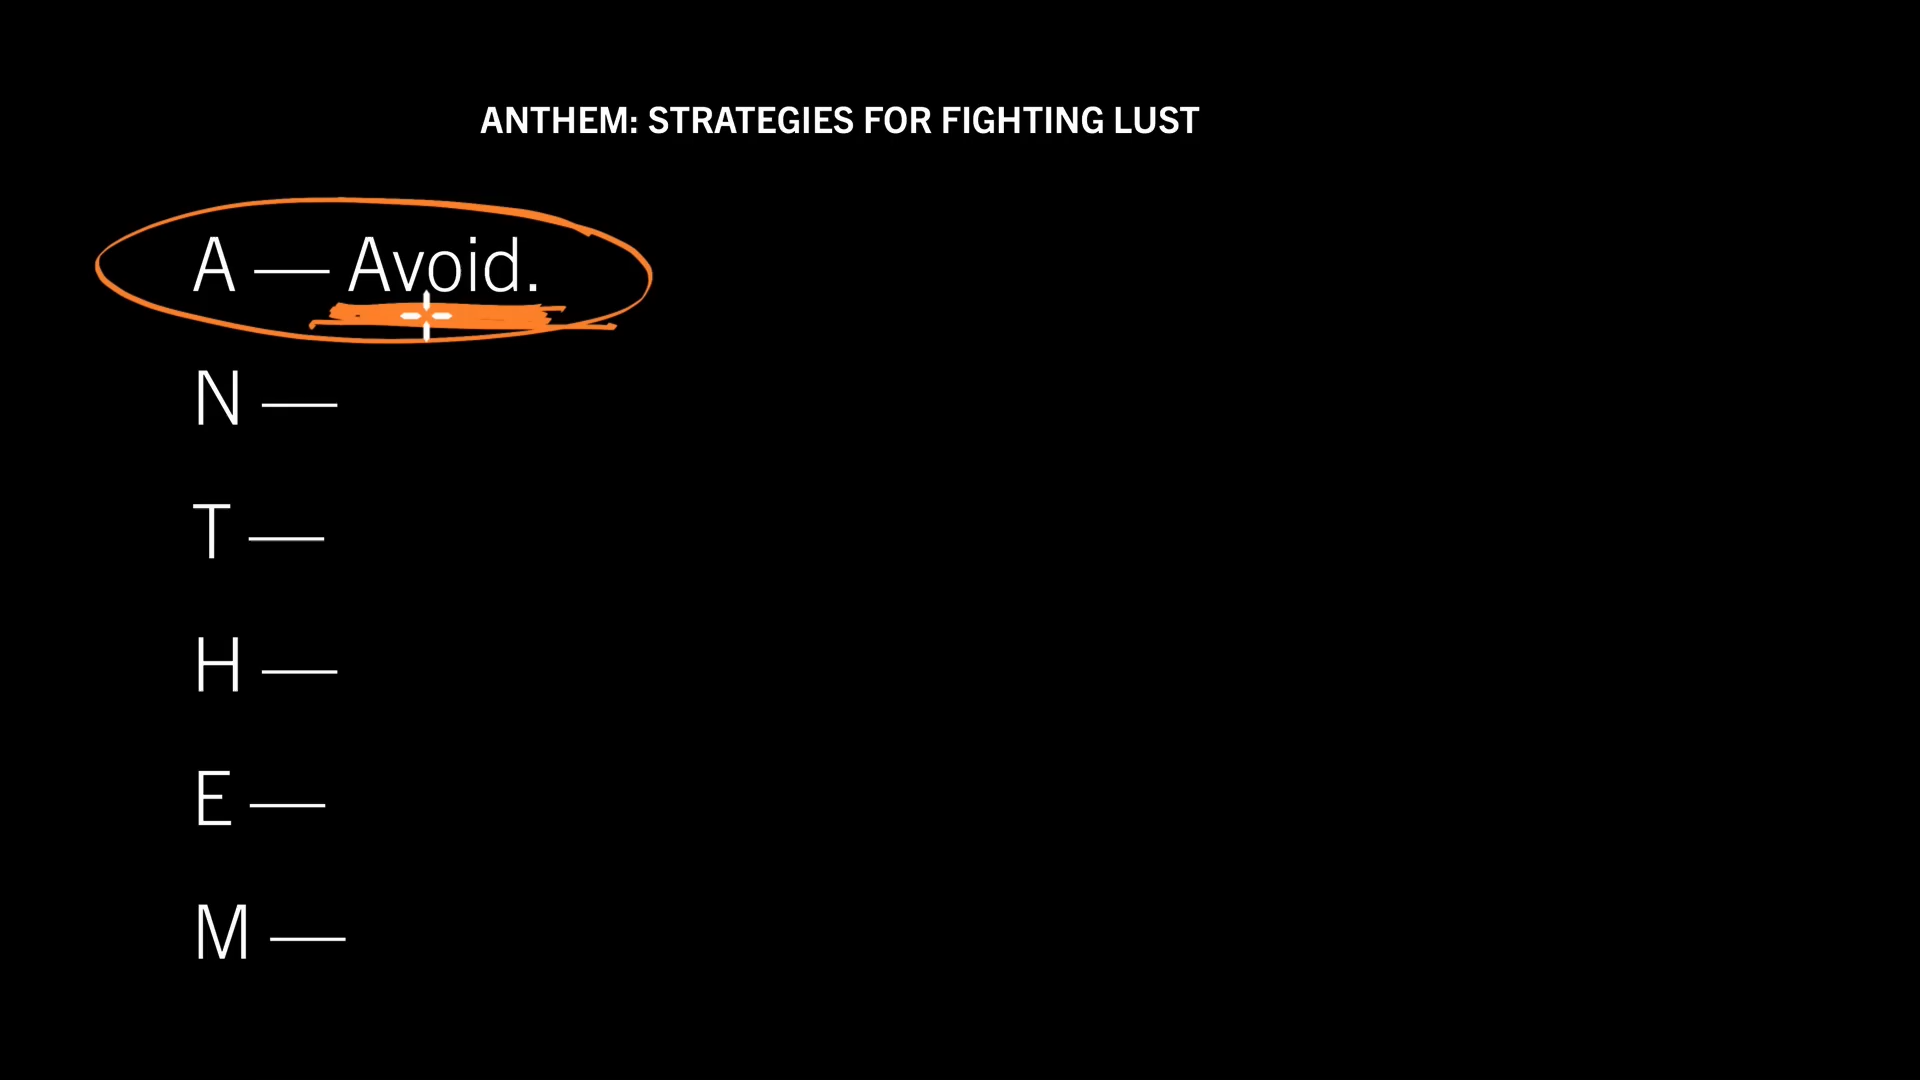 ANTHEM: STRATEGIES FOR FIGHTING LUST
A — Avoid.
N —
T —
H —
E —
M —